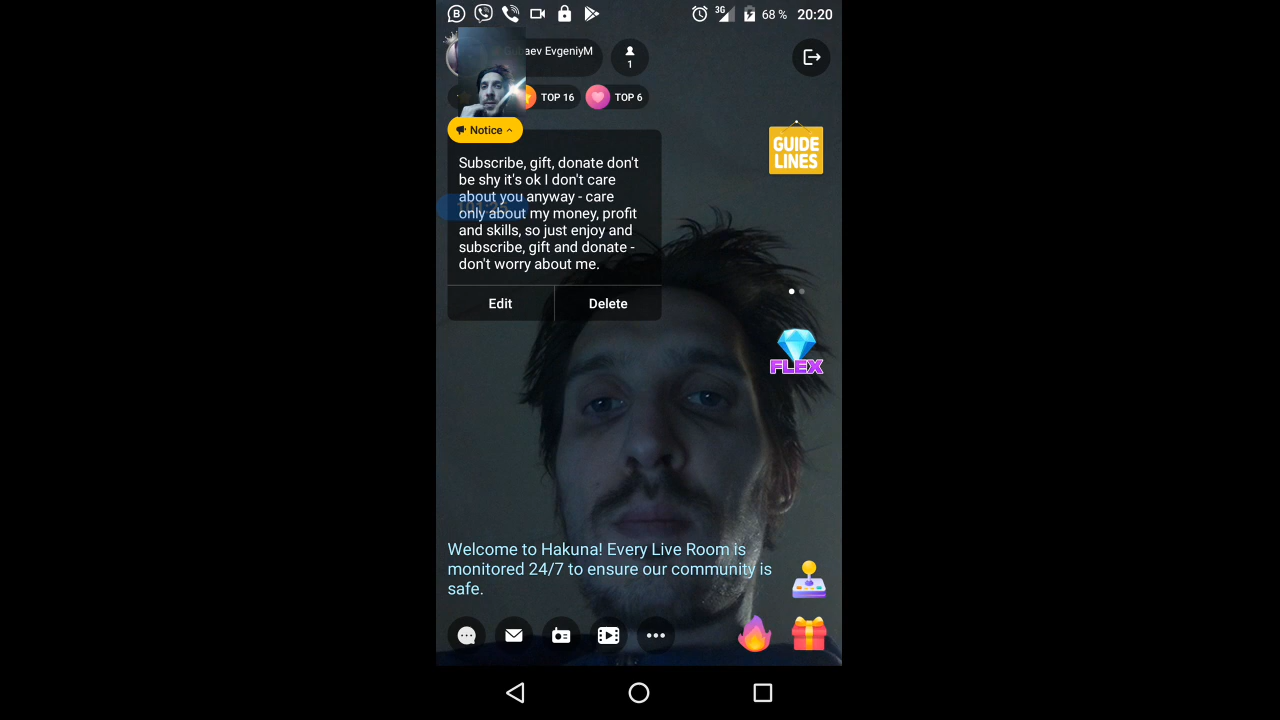 3G 68 % 20:20
aev EvgeniyM
1
TOP 16 TOP 6
Notice
Subscribe, gift, donate don't
be shy it's ok I don't care
about you anyway - care
only about my money, profit
and skills, so just enjoy and
subscribe, gift and donate -
don't worry about me.
Edit Delete
GUIDE
LINES
FLEX
Welcome to Hakuna! Every Live Room is
monitored 24/7 to ensure our community is
safe.